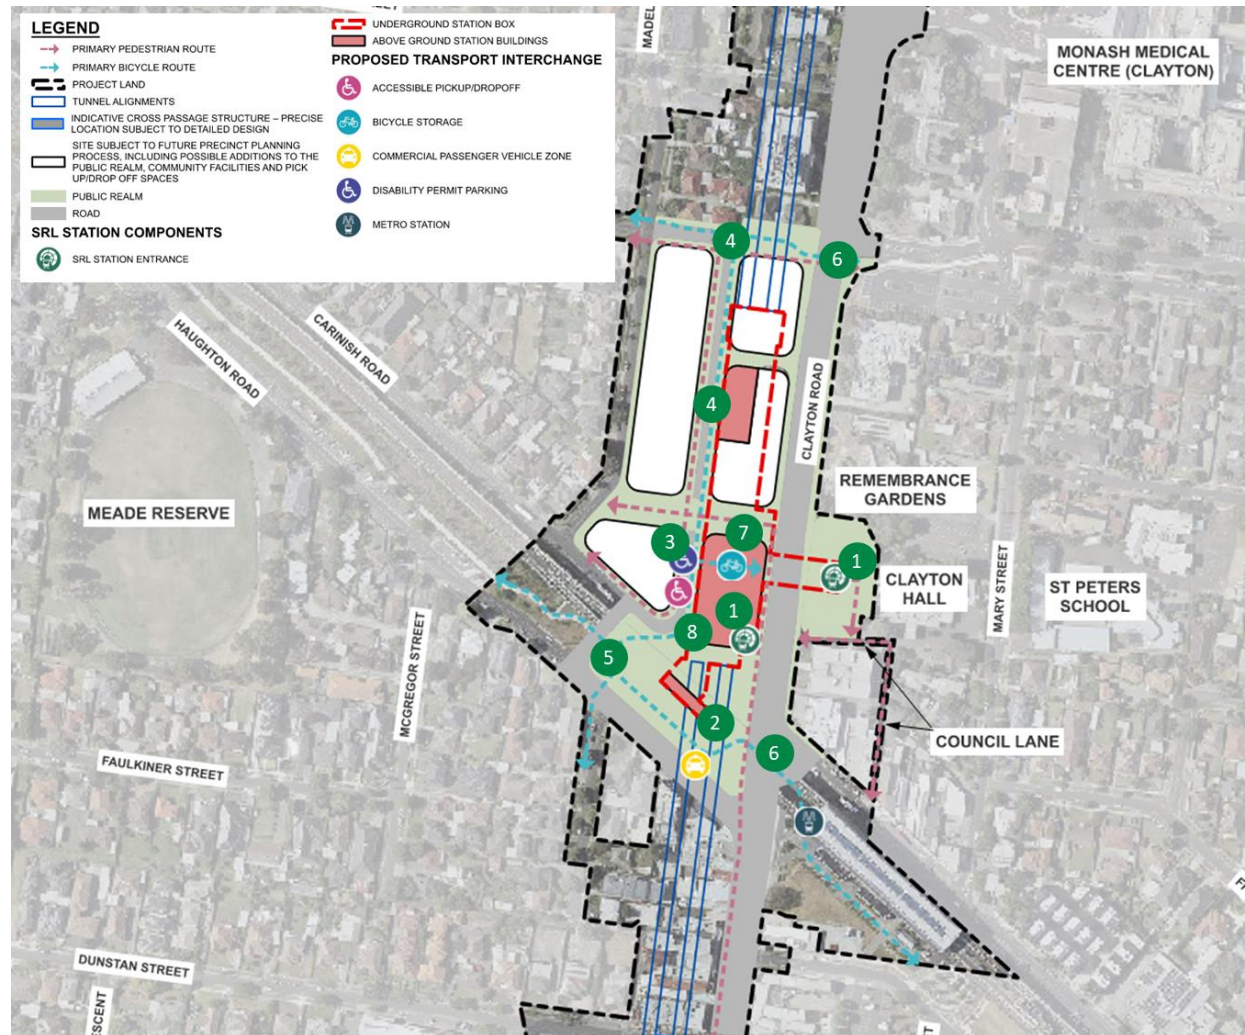 LEGEND
PRIMARY PEDESTRIAN ROUTE
PRIMARY BICYCLE ROUTE
PROJECT LAND
TUNNEL ALIGNMENTS
INDICATIVE CROSS PASSAGE STRUCTURE – PRECISE
LOCATION SUBJECT TO DETAILED DESIGN
SITE SUBJECT TO FUTURE PRECINCT PLANNING
PROCESS, INCLUDING POSSIBLE ADDITIONS TO THE
PUBLIC REALM, COMMUNITY FACILITIES AND PICK
UP/DROP OFF SPACES
PUBLIC REALM
ROAD
SRL STATION COMPONENTS
SRL STATION ENTRANCE
UNDERGROUND STATION BOX
ABOVE GROUND STATION BUILDINGS
PROPOSED TRANSPORT INTERCHANGE
ACCESSIBLE PICKUP/DROPOFF
BICYCLE STORAGE
COMMERCIAL PASSENGER VEHICLE ZONE
DISABILITY PERMIT PARKING
METRO STATION
MADEL
MONASH MEDICAL
CENTRE (CLAYTON)
4
6
CARINISH ROAD
HAUGHTON ROAD
4
CLAYTON ROAD
REMEMBRANCE
GARDENS
MEADE RESERVE
7
3
1
CLAYTON
HALL
MARY STREET
ST PETERS
SCHOOL
1
8
5
MCGREGOR STREET
2
6
COUNCIL LANE
FAULKINER STREET
DUNSTAN STREET
ESCENT